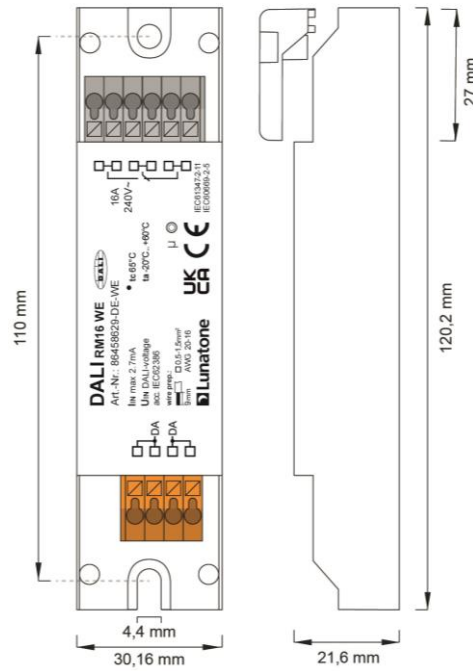 27 mm
110 mm
120,2 mm
16A
240V~
IEC61347-2-11
IEC60669-2-5
DALI RM16 WE
DALI
Art.-Nr.: 86458629-DE-WE
• tc65°C
ta -20°C...+60°C
μ
UK
CA
CE
IIN max 2.7mA
UIN DALI-voltage
acc. IEC62386
wire prep.:
0,5-1,5mm²
AWG 20-16
9mm
Lunatone
DA
DA
4,4 mm
30,16 mm
21,6 mm